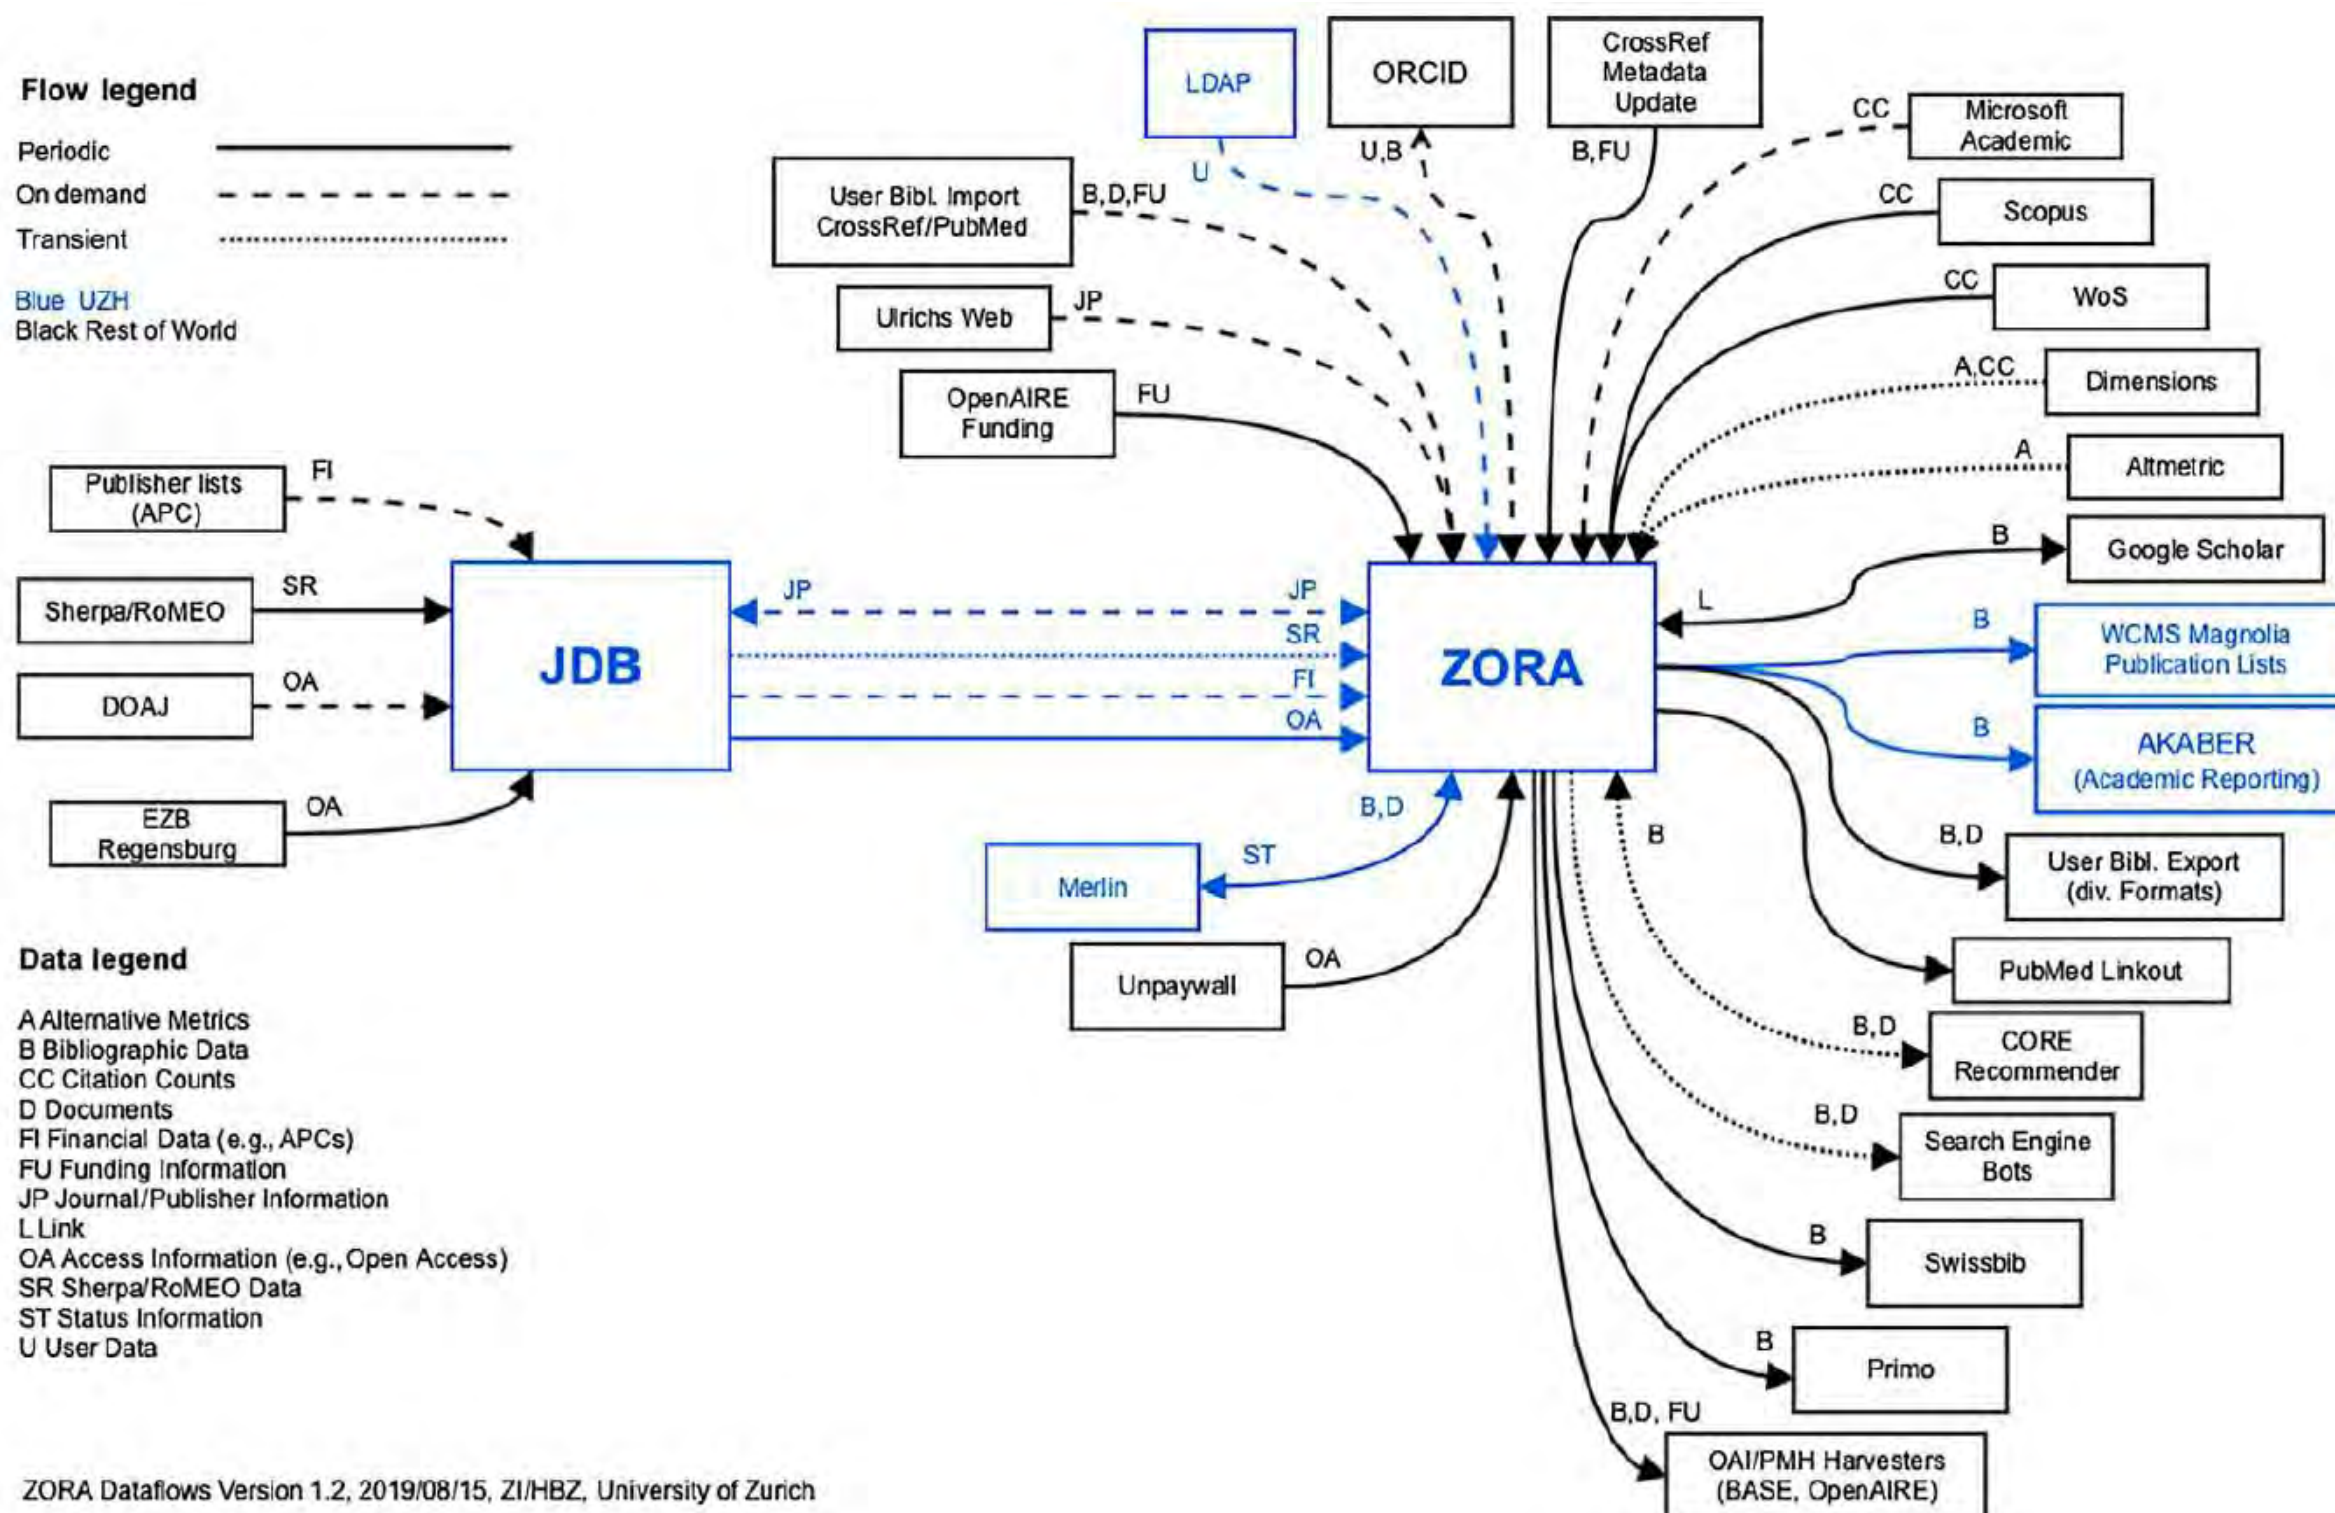 Flow legend
Periodic
On demand
Transient
Blue UZH
Black Rest of World
LDAP
U
ORCID
U,B
CrossRef
Metadata
Update
B,FU
CC
Microsoft
Academic
CC
Scopus
CC
WoS
A,CC
Dimensions
A
Altmetric
User Bibl. Import
CrossRef/PubMed
B,D,FU
Ulrichs Web
JP
OpenAIRE
Funding
FU
Publisher lists
(APC)
FI
Sherpa/RoMEO
SR
DOAJ
OA
EZB
Regensburg
OA
JDB
JP
JP
SR
FI
OA
ZORA
L
B
Google Scholar
B
WCMS Magnolia
Publication Lists
B
AKABER
(Academic Reporting)
B,D
User Bibl. Export
(div. Formats)
PubMed Linkout
B
B,D
CORE
Recommender
B,D
Search Engine
Bots
B
Swissbib
B
Primo
B,D, FU
OAI/PMH Harvesters
(BASE, OpenAIRE)
B,D
ST
Merlin
Unpaywall
OA
Data legend
A Alternative Metrics
B Bibliographic Data
CC Citation Counts
D Documents
FI Financial Data (e.g., APCs)
FU Funding Information
JP Journal/Publisher Information
L Link
OA Access Information (e.g., Open Access)
SR Sherpa/RoMEO Data
ST Status Information
U User Data
ZORA Dataflows Version 1.2, 2019/08/15, ZI/HBZ, University of Zurich